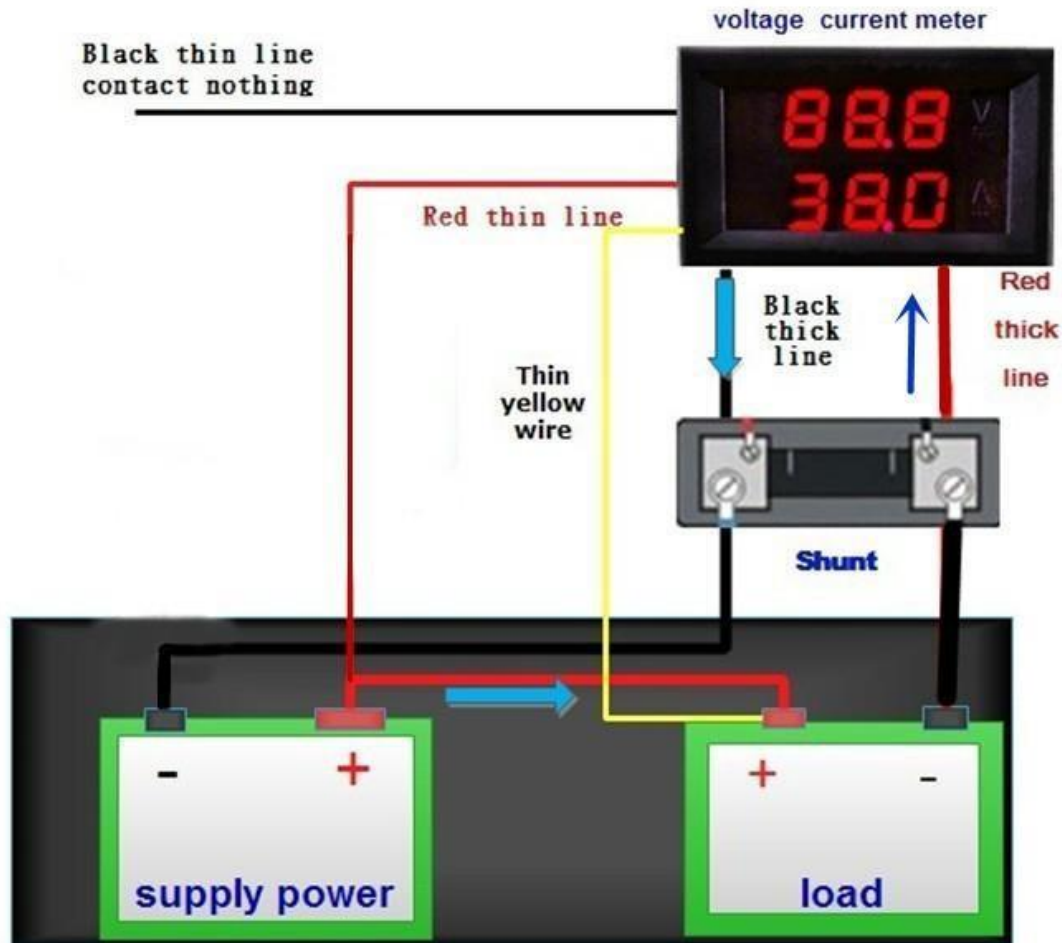 voltage current meter
Black thin line
contact nothing
88.8 V
38.0 A
Red thin line
Red
thick
line
Black
thick
line
Thin
yellow
wire
Shunt
- +
+ -
supply power
load